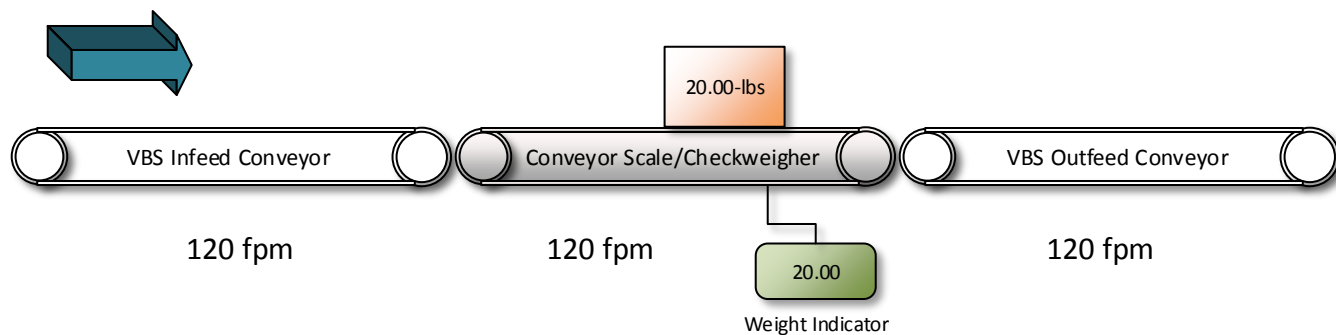 20.00-lbs
VBS Infeed Conveyor
Conveyor Scale/Checkweigher
VBS Outfeed Conveyor
120 fpm
120 fpm
120 fpm
20.00
Weight Indicator